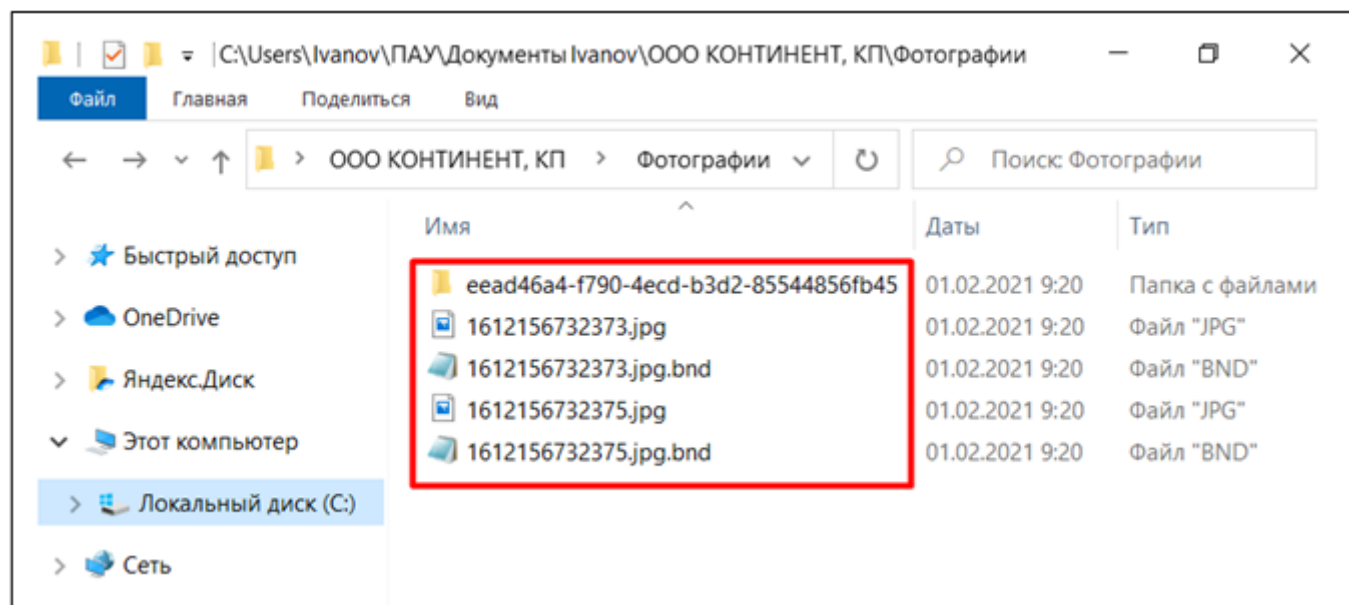 C:\Users\Ivanov\ПАУ\Документы Ivanov\ООО КОНТИНЕНТ, КП\Фотографии
Файл Главная Поделиться Вид
ООО КОНТИНЕНТ, КП > Фотографии Поиск: Фотографии
Имя Даты Тип
Быстрый доступ
eead46a4-f790-4ecd-b3d2-85544856fb45 01.02.2021 9:20 Папка с файлами
OneDrive
1612156732373.jpg 01.02.2021 9:20 Файл "JPG"
1612156732373.jpg.bnd 01.02.2021 9:20 Файл "BND"
Яндекс.Диск
1612156732375.jpg 01.02.2021 9:20 Файл "JPG"
Этот компьютер
1612156732375.jpg.bnd 01.02.2021 9:20 Файл "BND"
Локальный диск (C:)
Сеть